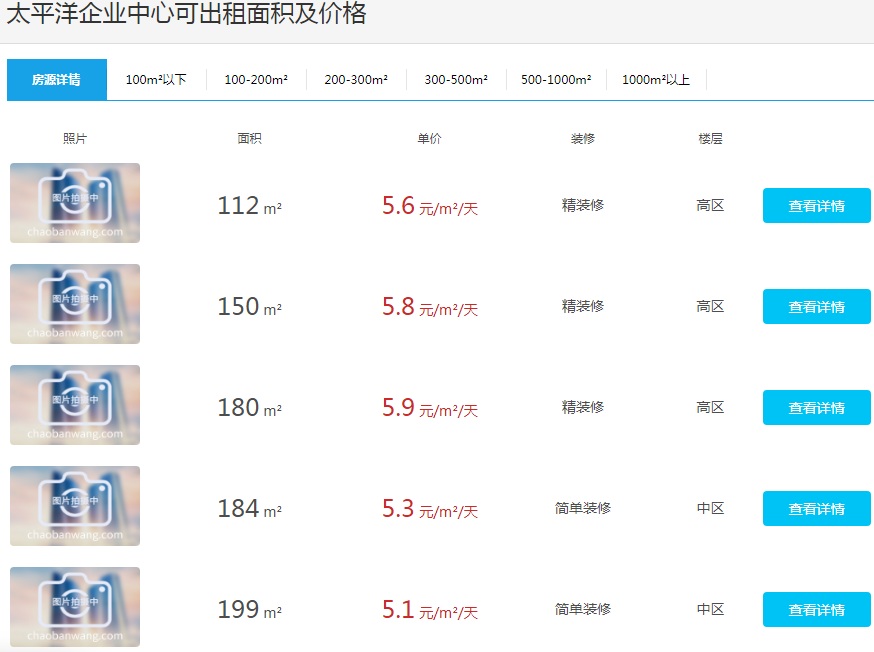 太平洋企业中心可出租面积及价格
房源详情 100m²以下 100-200m² 200-300m² 300-500m² 500-1000m² 1000m²以上
照片 面积 单价 装修 楼层
图片拍摄中
chaobanwang.com
112 m² 5.6 元/m²/天 精装修 高区 查看详情
图片拍摄中
chaobanwang.com
150 m² 5.8 元/m²/天 精装修 高区 查看详情
图片拍摄中
chaobanwang.com
180 m² 5.9 元/m²/天 精装修 高区 查看详情
图片拍摄中
chaobanwang.com
184 m² 5.3 元/m²/天 简单装修 中区 查看详情
图片拍摄中
chaobanwang.com
199 m² 5.1 元/m²/天 简单装修 中区 查看详情